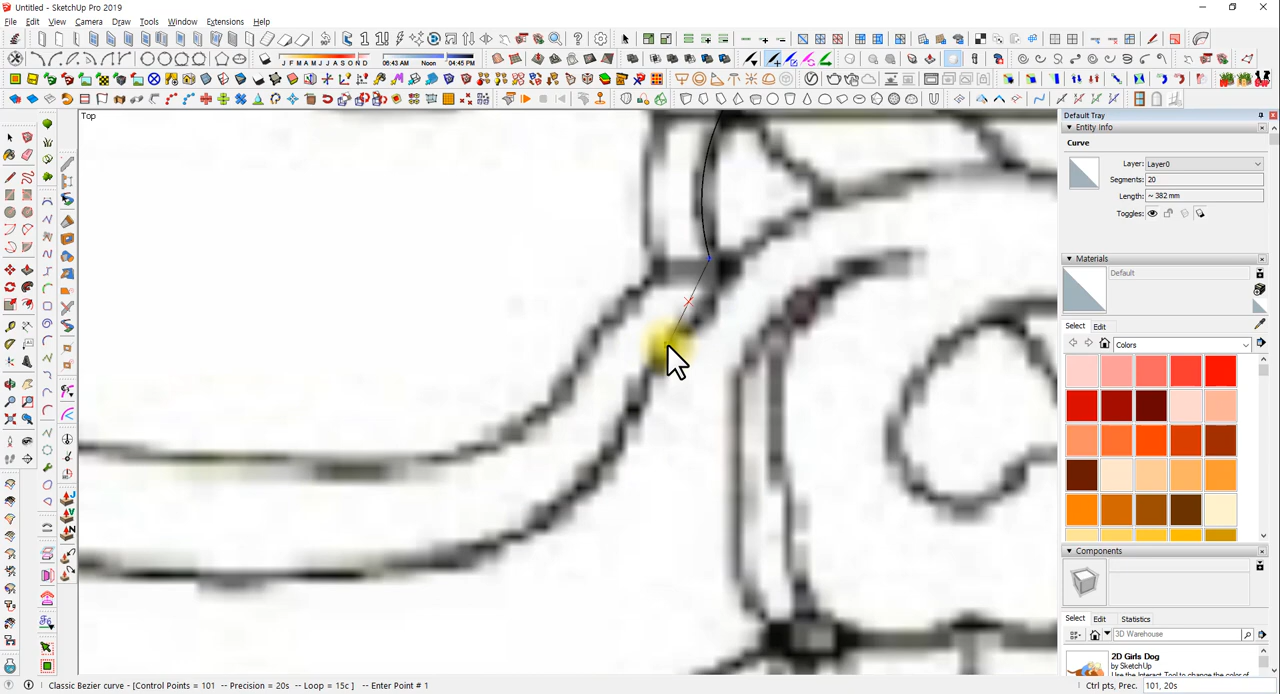 Untitled - SketchUp Pro 2019
File Edit View Camera Draw Tools Window Extensions Help
J F M A M J J A S O N D
06:43 AM Noon 04:45 PM
Top
Default Tray
Entity Info
Curve
Layer: Layer0
Segments: 20
Length: ~ 382 mm
Toggles:
Materials
Default
Select Edit
Colors
Components
Select Edit Statistics
3D Warehouse
2D Girls Dog
by SketchUp
Classic Bezier curve - [Control Points = 101 -- Precision = 20s -- Loop = 15c ] -- Enter Point # 1
Ctrl pts, Prec. 101, 20s